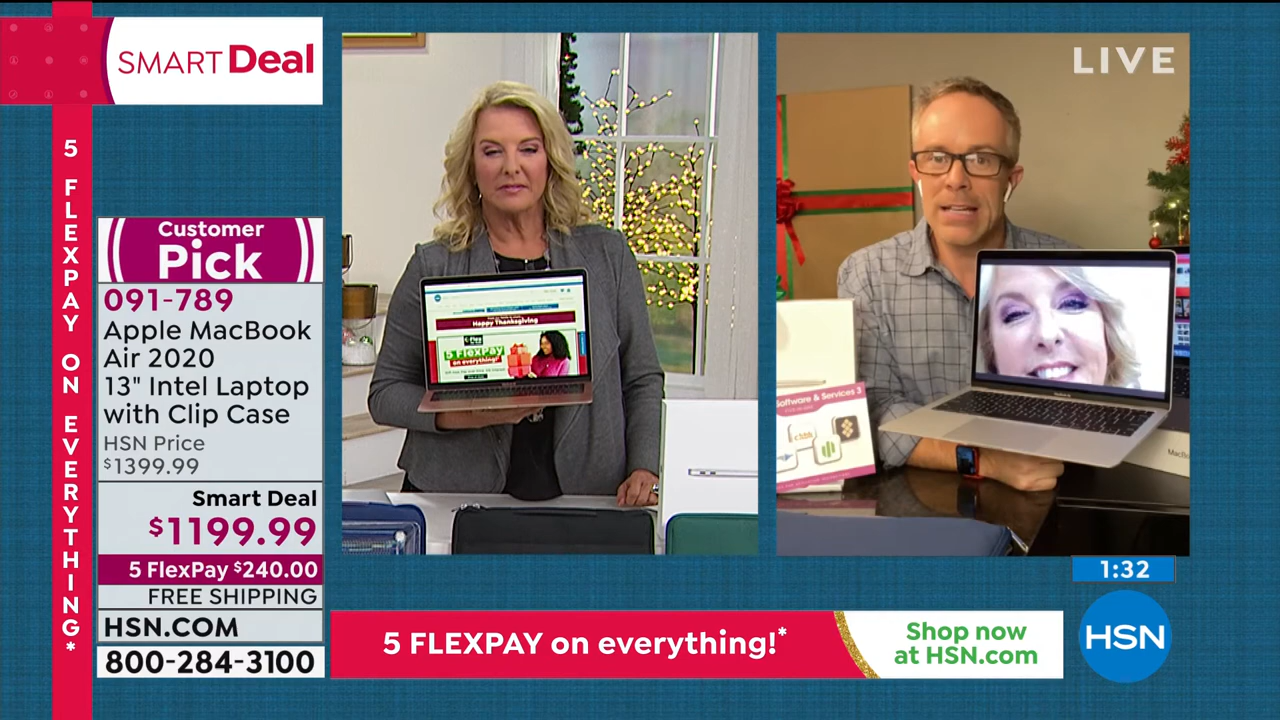 SMART Deal
LIVE
5 FLEXPAY ON EVERYTHING*
Customer
Pick
091-789
Apple MacBook
Air 2020
13" Intel Laptop
with Clip Case
HSN Price
$1399.99
Smart Deal
$1199.99
5 FlexPay $240.00
FREE SHIPPING
HSN.COM
800-284-3100
Happy Thanksgiving
5 FlexPay
on everything!
Software & Services 3
1:32
5 FLEXPAY on everything!*
Shop now
at HSN.com
HSN